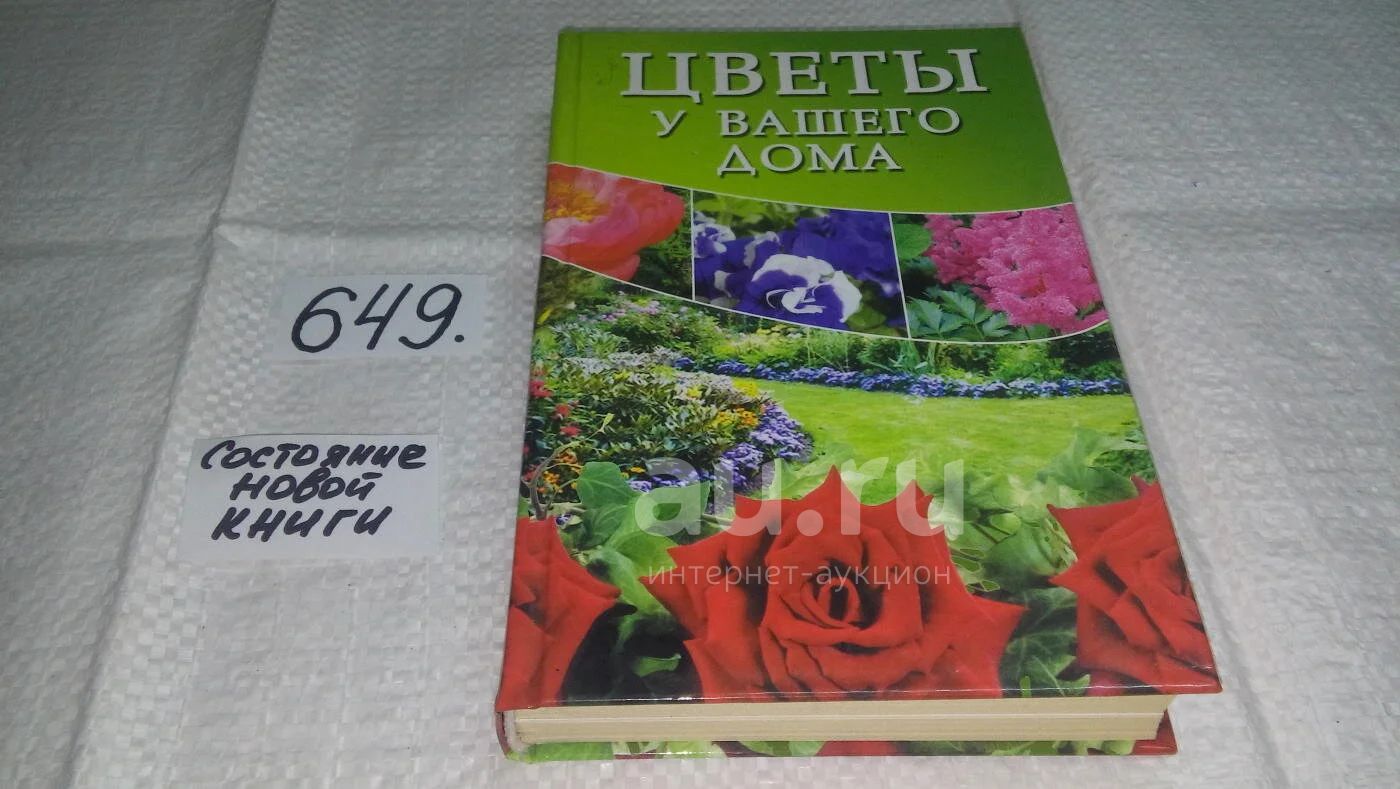 ЦВЕТЫ
У ВАШЕГО
ДОМА
649.
СОСТОЯНИЕ
НОВОЙ
КНИГИ
au.ru
интернет-аукцион